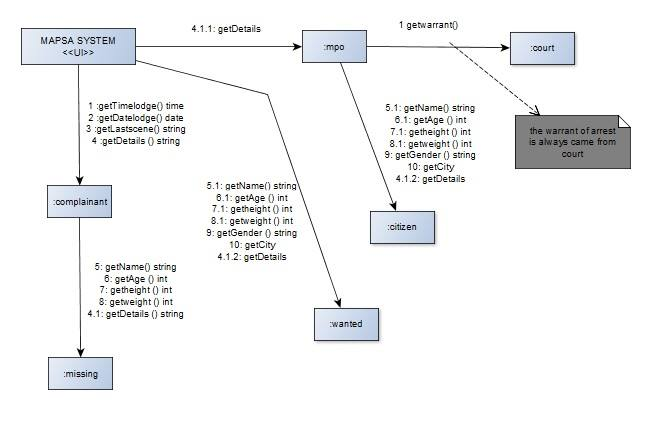 MAPSA SYSTEM
<<UI>>
4.1.1: getDetails
:mpo
1 getwarrant()
:court
the warrant of arrest
is always came from
court
1 :getTimelodge() time
2 :getDatelodge() date
3 :getLastscene() string
4 :getDetails () string
:complainant
5.1: getName() string
6.1: getAge () int
7.1: getheight () int
8.1: getweight () int
9: getGender () string
10: getCity
4.1.2: getDetails
:citizen
5.1: getName() string
6.1: getAge () int
7.1: getheight () int
8.1: getweight () int
9: getGender () string
10: getCity
4.1.2: getDetails
:wanted
5: getName() string
6: getAge () int
7: getheight () int
8: getweight () int
4.1: getDetails () string
:missing